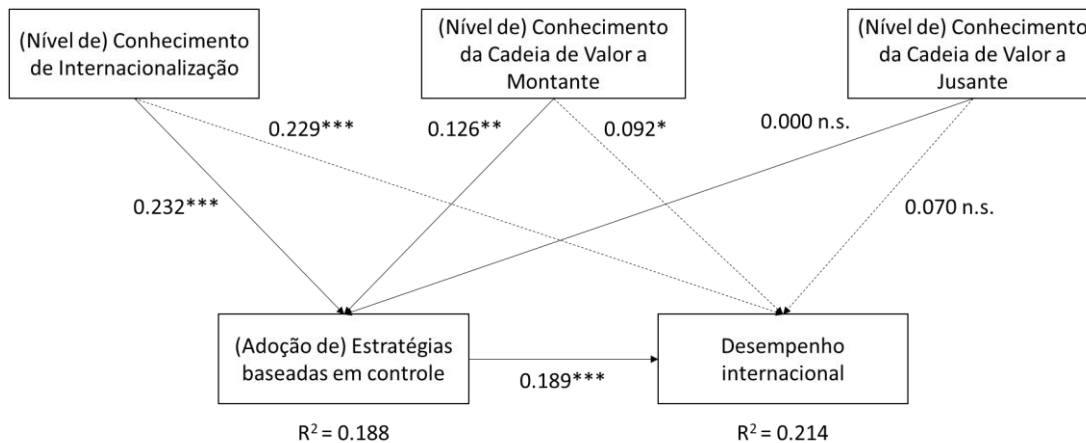 (Nível de) Conhecimento
de Internacionalização
(Nível de) Conhecimento
da Cadeia de Valor a
Montante
(Nível de) Conhecimento
da Cadeia de Valor a
Jusante
0.229***
0.126**
0.092*
0.000 n.s.
0.232***
0.070 n.s.
(Adoção de) Estratégias
baseadas em controle
0.189***
Desempenho
internacional
R² = 0.188
R² = 0.214